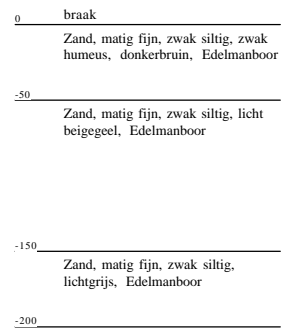 braak
0
Zand, matig fijn, zwak siltig, zwak
humeus, donkerbruin, Edelmanboor
-50
Zand, matig fijn, zwak siltig, licht
beigegeel, Edelmanboor
-150
Zand, matig fijn, zwak siltig,
lichtgrijs, Edelmanboor
-200